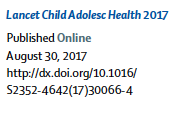 Lancet Child Adolesc Health 2017
Published Online
August 30, 2017
http://dx.doi.org/10.1016/
S2352-4642(17)30066-4